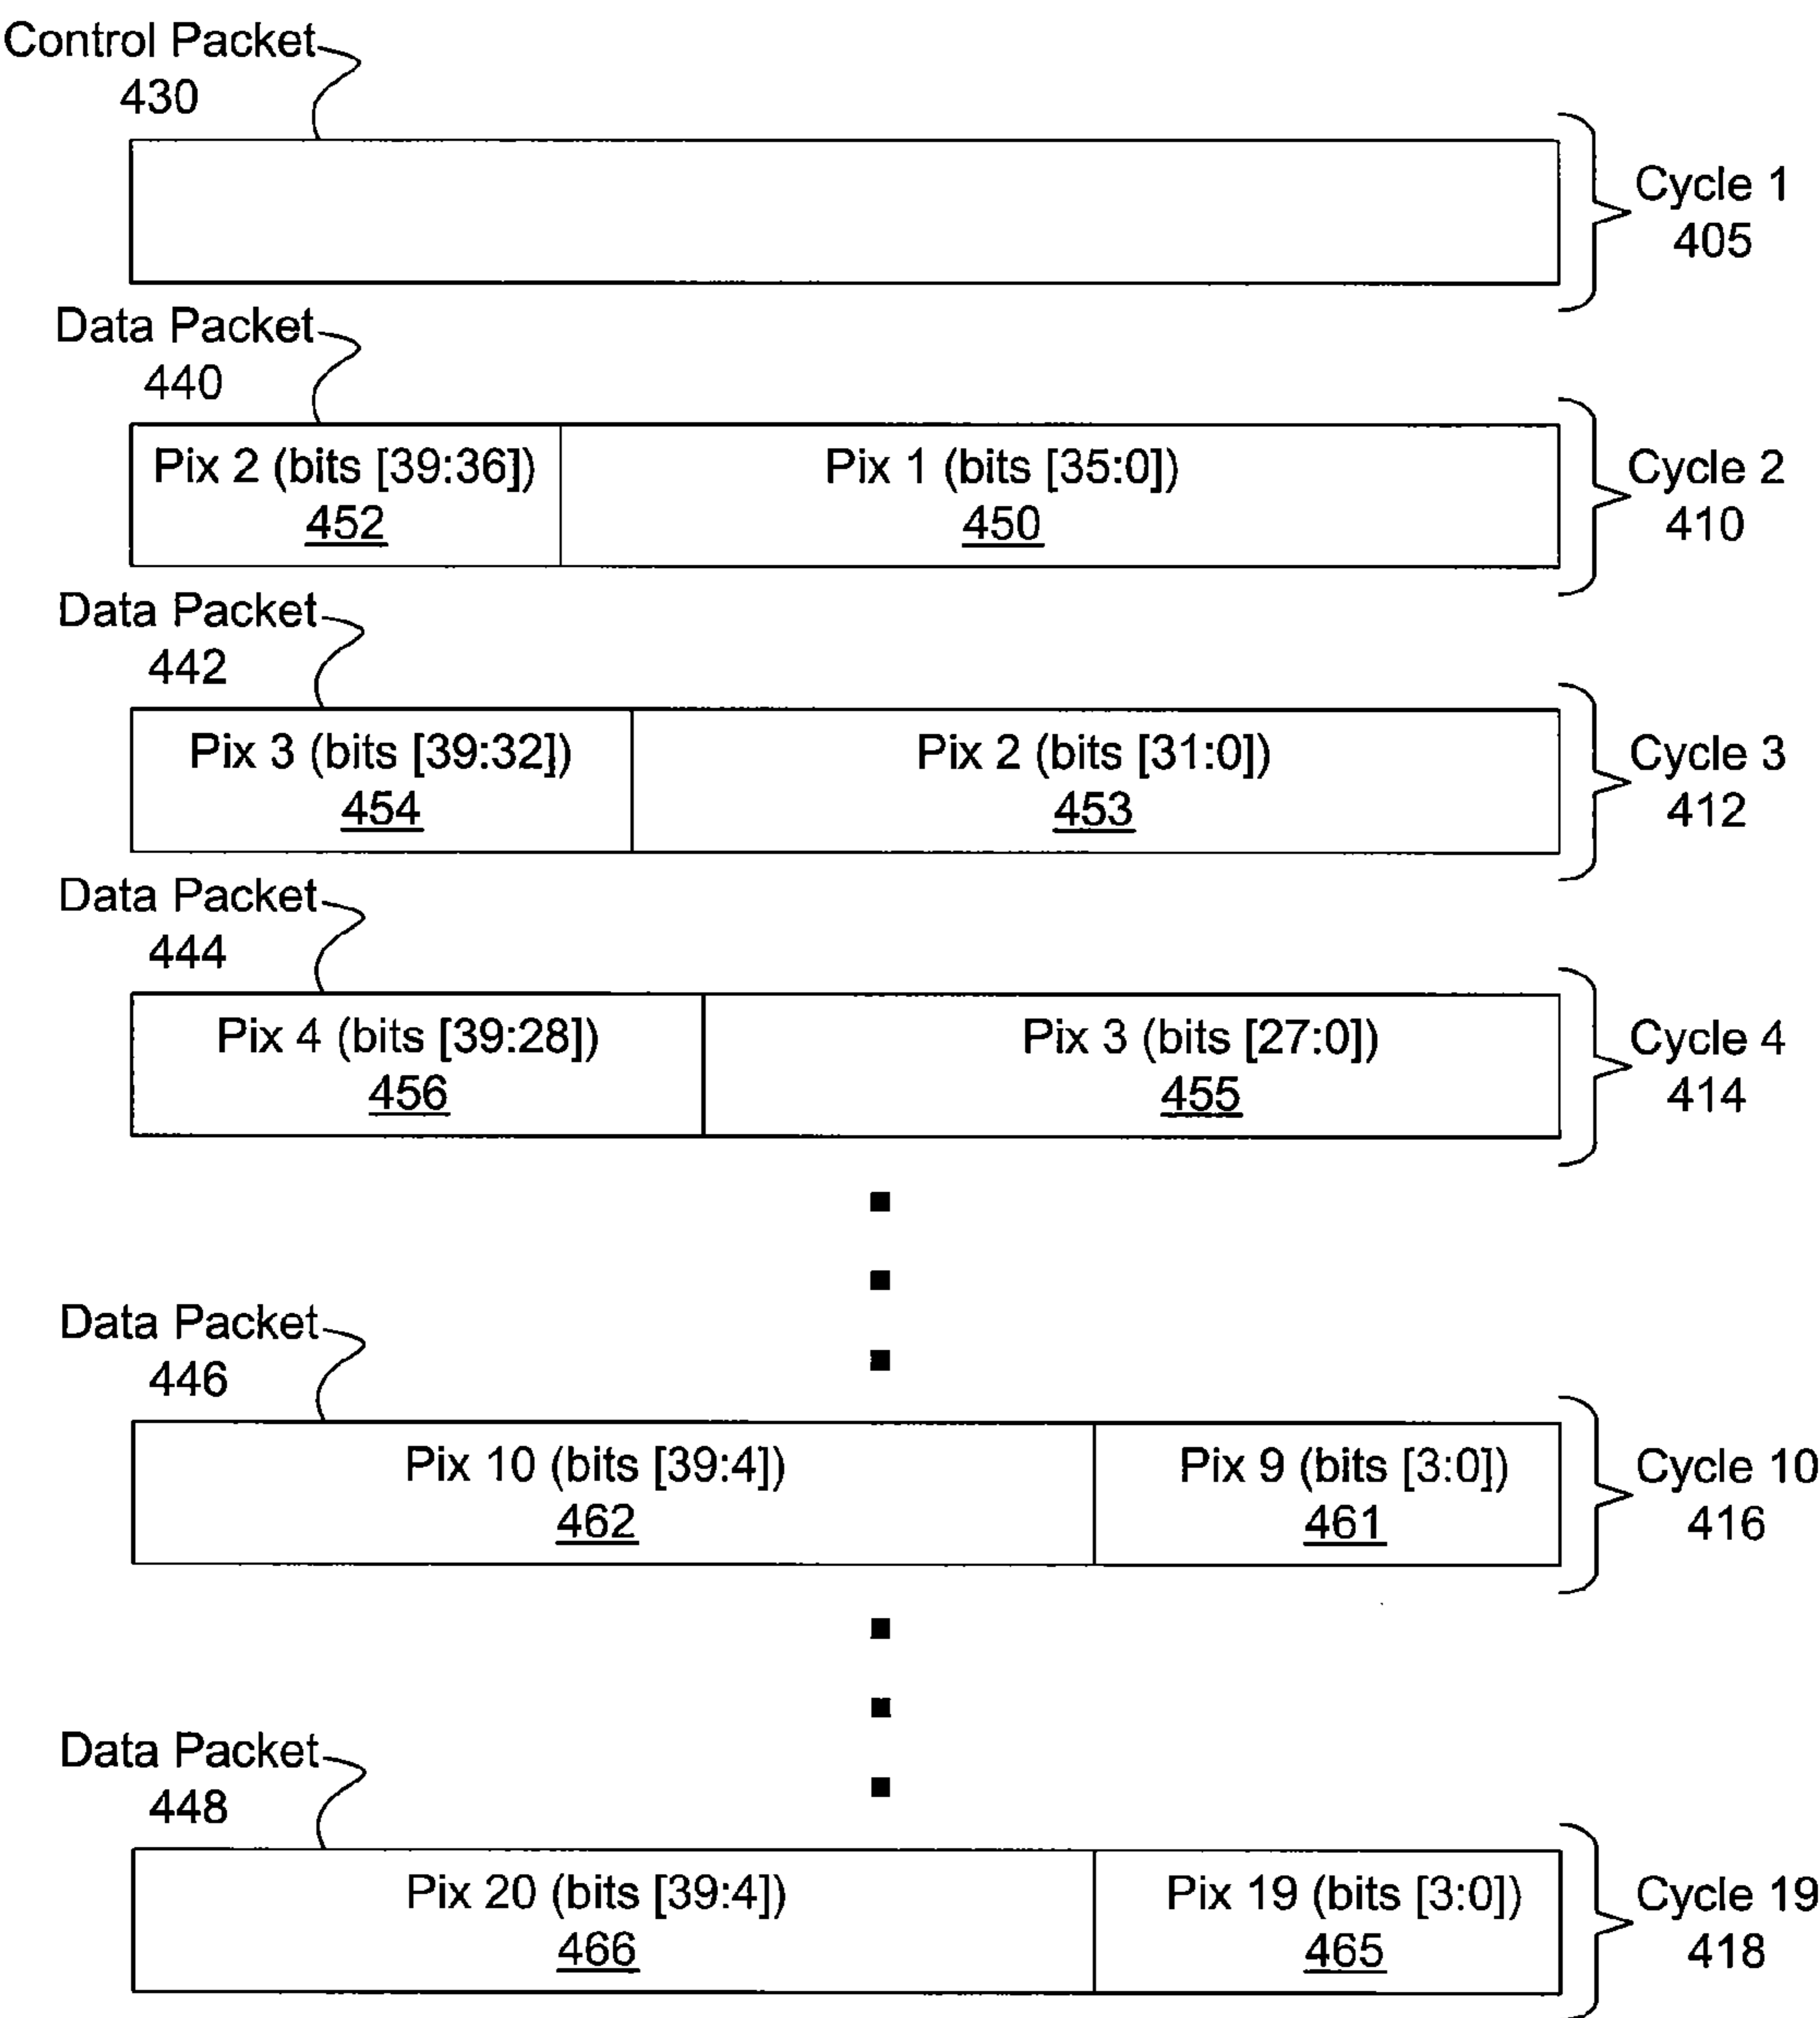 Control Packet
430
Cycle 1
405
Data Packet
440
Pix 2 (bits [39:36])
452
Pix 1 (bits [35:0])
450
Cycle 2
410
Data Packet
442
Pix 3 (bits [39:32])
454
Pix 2 (bits [31:0])
453
Cycle 3
412
Data Packet
444
Pix 4 (bits [39:28])
456
Pix 3 (bits [27:0])
455
Cycle 4
414
Data Packet
446
Pix 10 (bits [39:4])
462
Pix 9 (bits [3:0])
461
Cycle 10
416
Data Packet
448
Pix 20 (bits [39:4])
466
Pix 19 (bits [3:0])
465
Cycle 19
418